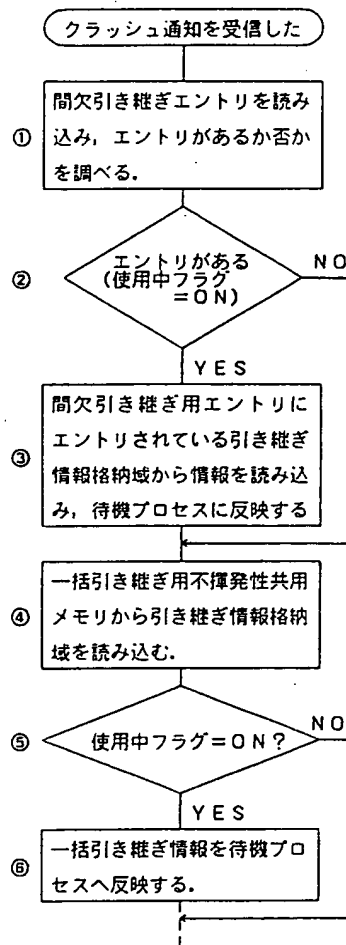 クラッシュ通知を受信した
間欠引き継ぎエントリを読み
込み，エントリがあるか否か
を調べる．
①
エントリがある
(使用中フラグ
=ON)
②
NO
YES
間欠引き継ぎ用エントリに
エントリされている引き継ぎ
情報格納域から情報を読み込
み，待機プロセスに反映する
③
一括引き継ぎ用不揮発性共用
メモリから引き継ぎ情報格納
域を読み込む．
④
使用中フラグ=ON?
⑤
NO
YES
一括引き継ぎ情報を待機プロ
セスへ反映する．
⑥